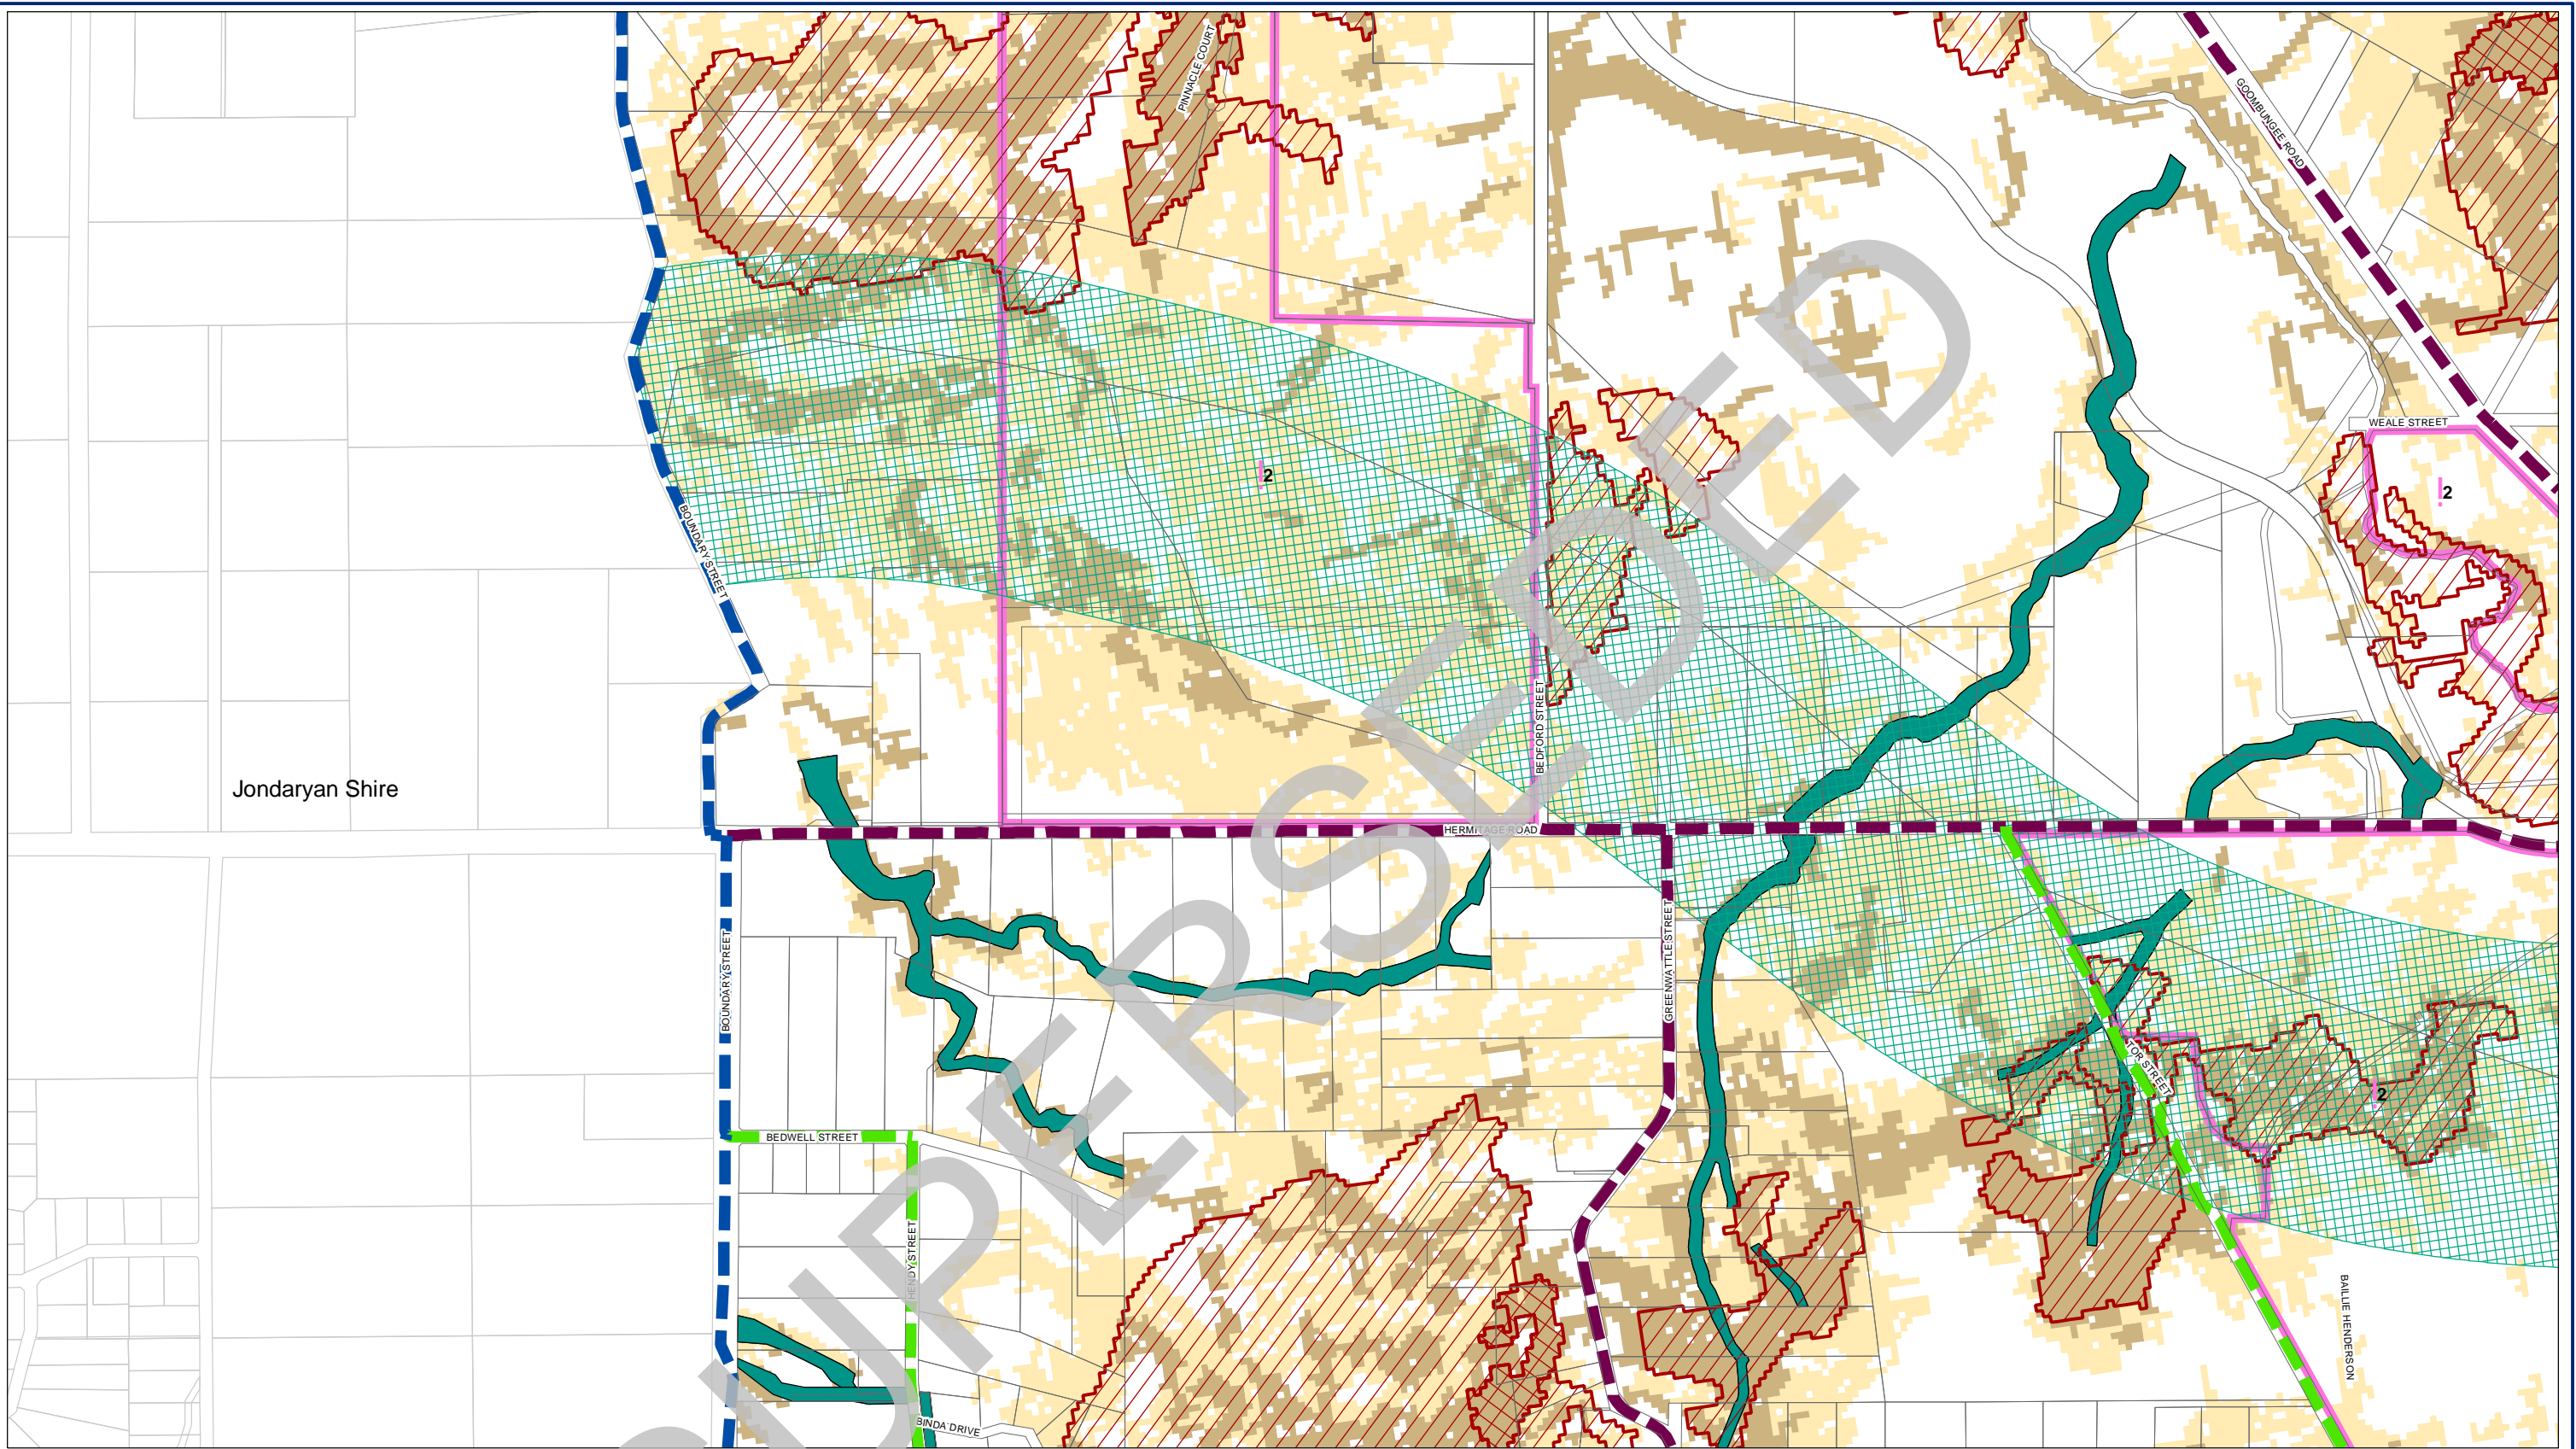 PINNACLE COURT
GOOMBUNGEE ROAD
WEALE STREET
2
2
BOUNDARY STREET
BEDFORD STREET
Jondaryan Shire
HERMITAGE ROAD
BOUNDARY STREET
GREENWATTLE STREET
TOR STREET
2
BEDWELL STREET
HENDY STREET
BAILLIE HENDERSON
BINDA DRIVE
SUPERSEDED